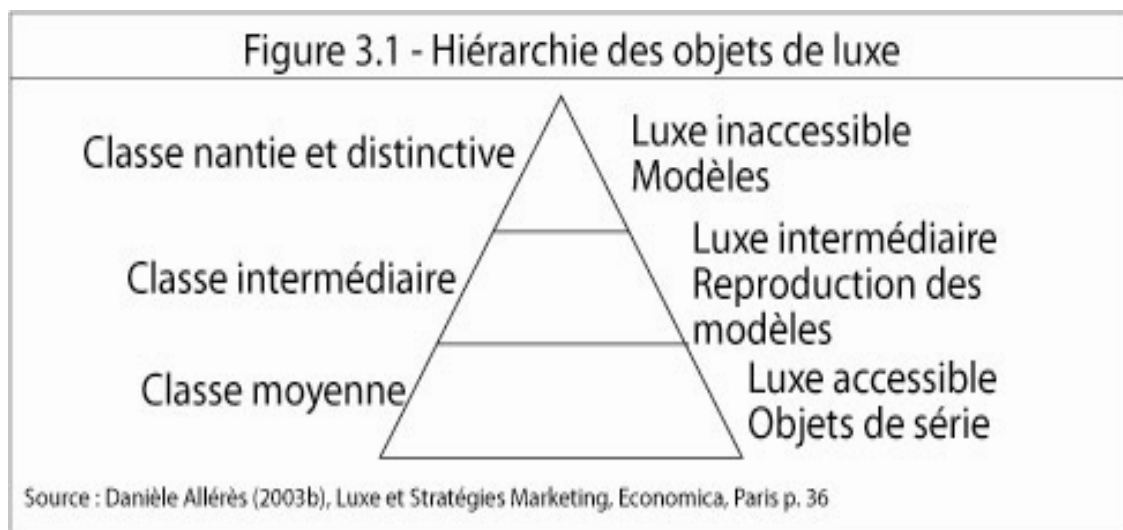 Figure 3.1 - Hiérarchie des objets de luxe
Classe nantie et distinctive
Luxe inaccessible
Modèles
Classe intermédiaire
Luxe intermédiaire
Reproduction des
modèles
Classe moyenne
Luxe accessible
Objets de série
Source : Danièle Allérès (2003b), Luxe et Stratégies Marketing, Economica, Paris p. 36